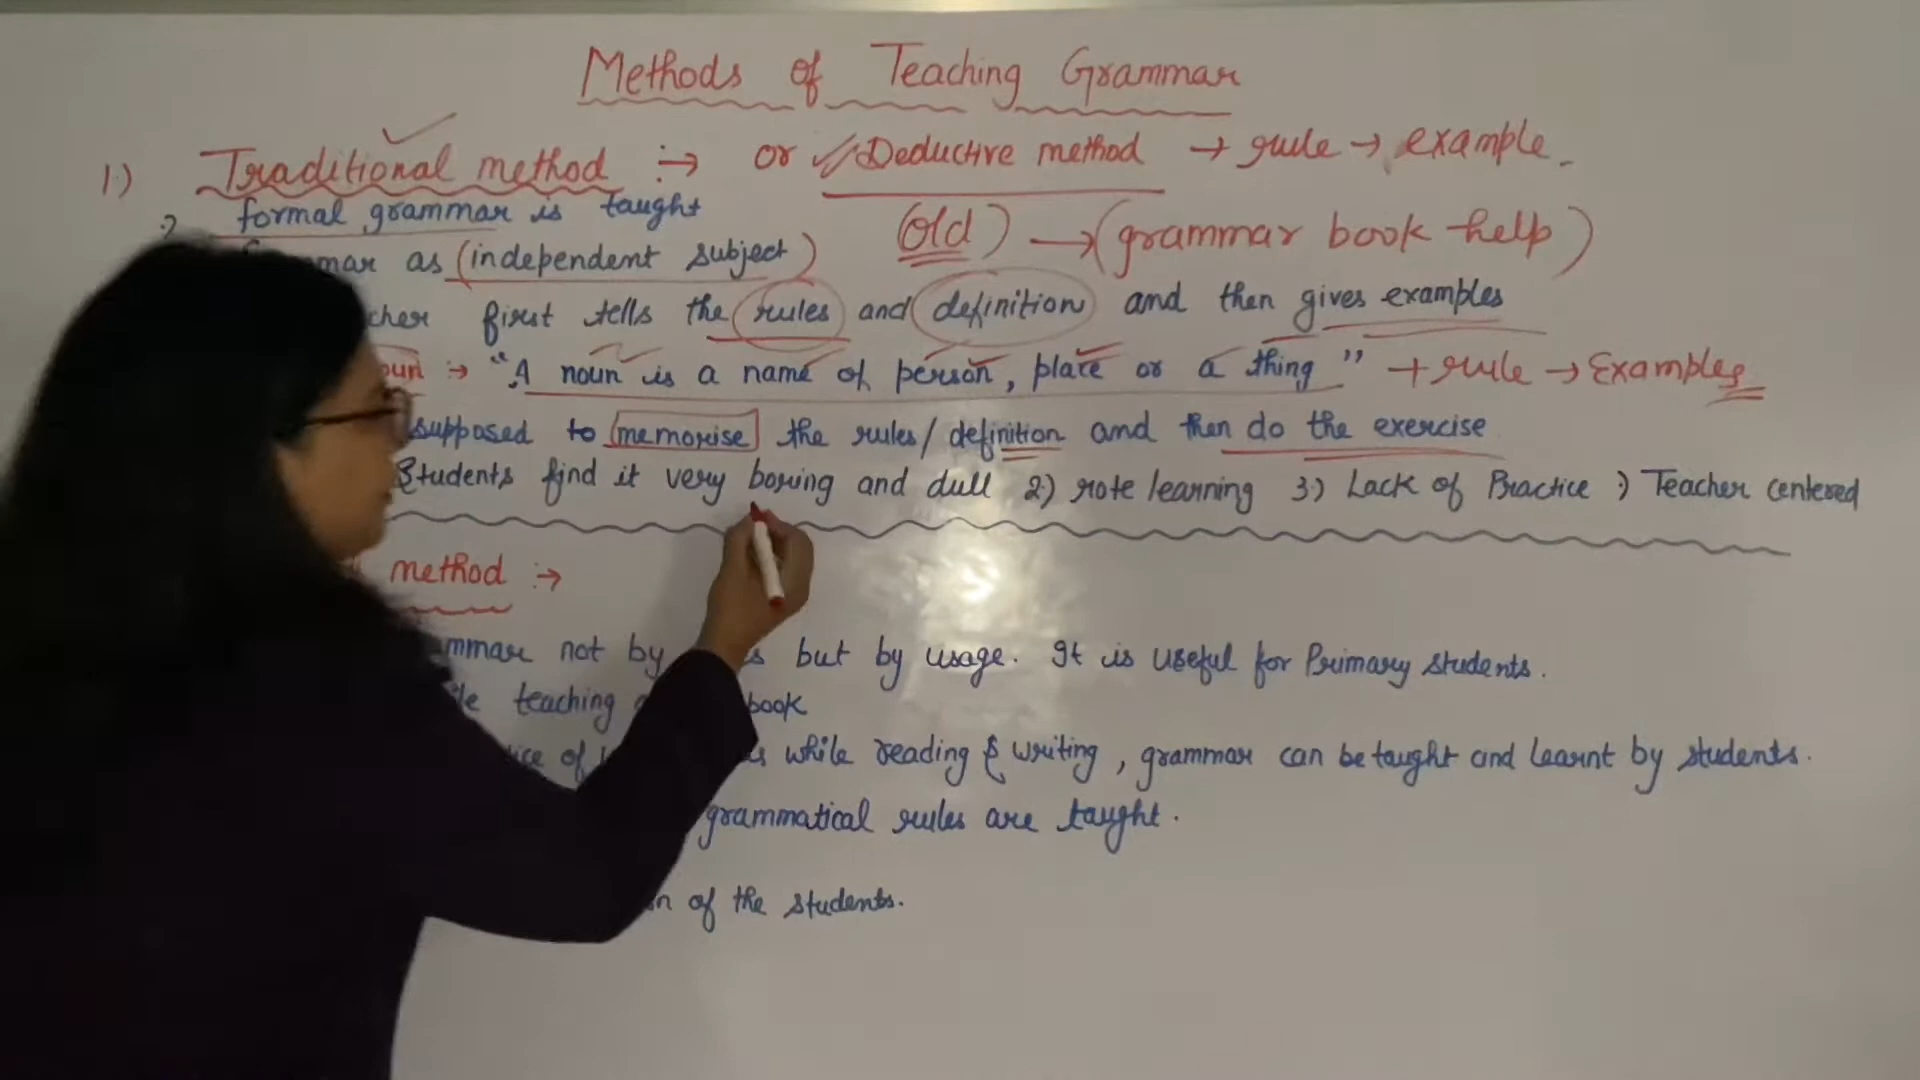 Methods of Teaching Grammar
1.) Traditional method :→ or Deductive method → rule → example.
formal grammar is taught (old) → (grammar book help)
as (independent subject)
first tells the rules and definition and then gives examples
:→ "A noun is a name of person, place or a thing" + rule → Examples
supposed to memorise the rules/definition and then do the exercise
Students find it very boring and dull 2.) rote learning 3.) Lack of Practice :) Teacher centered
method :→
not by but by usage. It is useful for Primary students.
teaching book
of while reading & writing, grammar can be taught and learnt by students.
grammatical rules are taught.
of the students.